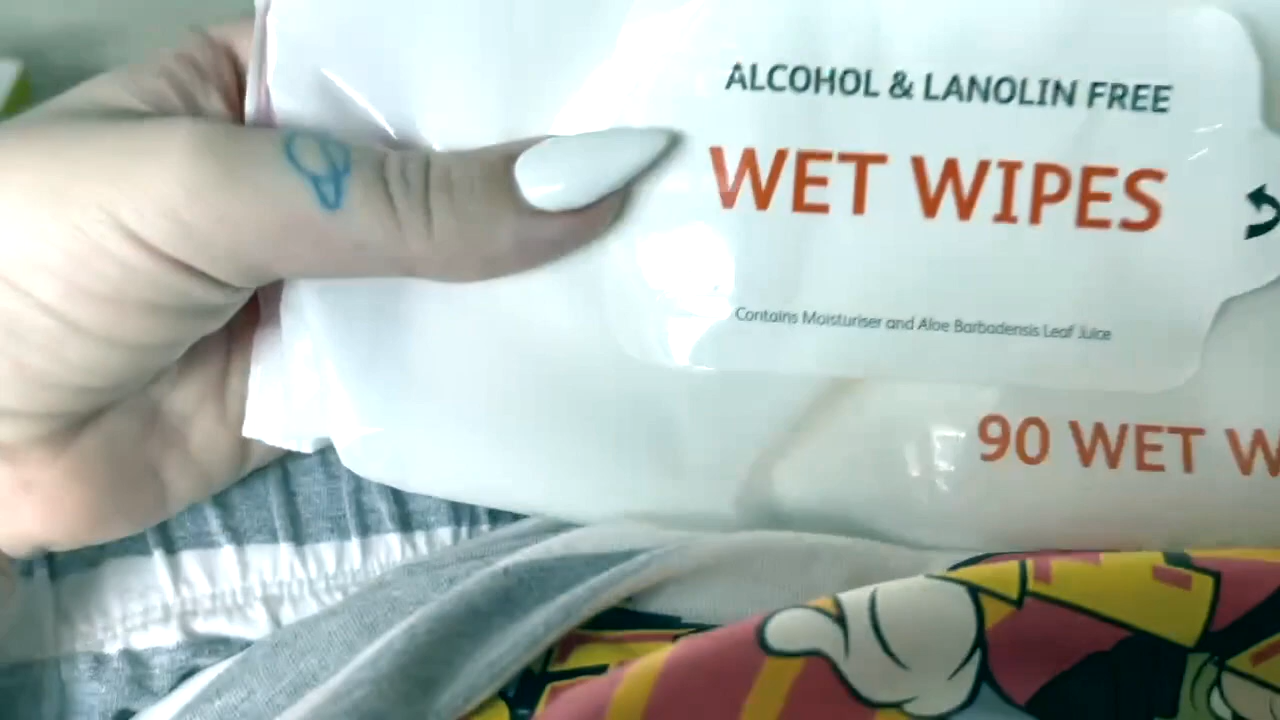 ALCOHOL & LANOLIN FREE
WET WIPES
Contains Moisturiser and Aloe Barbadensis Leaf Juice
90 WET W